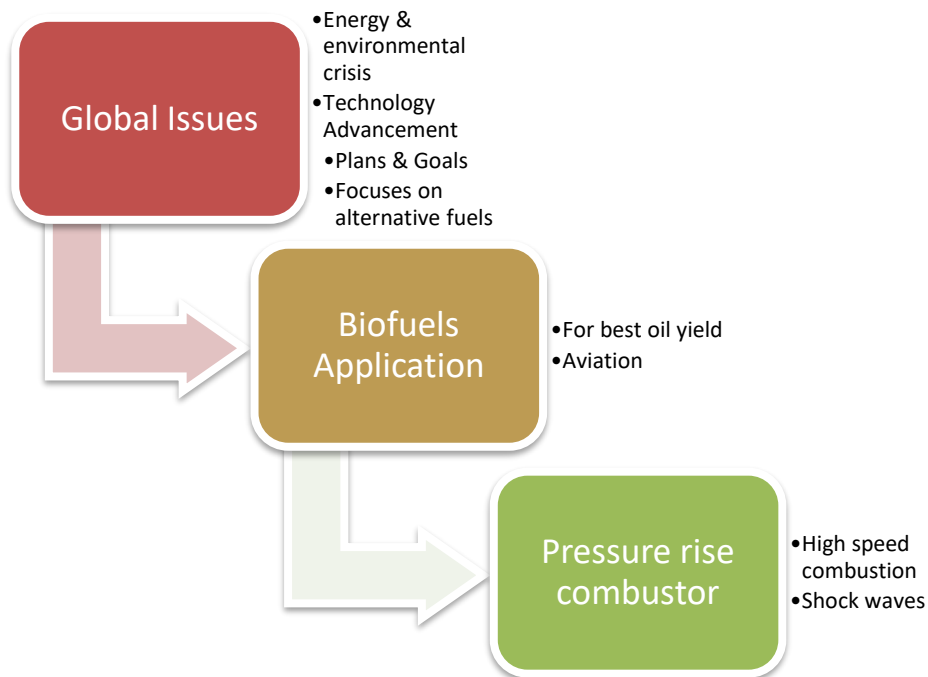 Global Issues
•Energy &
environmental
crisis
•Technology
Advancement
•Plans & Goals
•Focuses on
alternative fuels
Biofuels
Application
•For best oil yield
•Aviation
Pressure rise
combustor
•High speed
combustion
•Shock waves